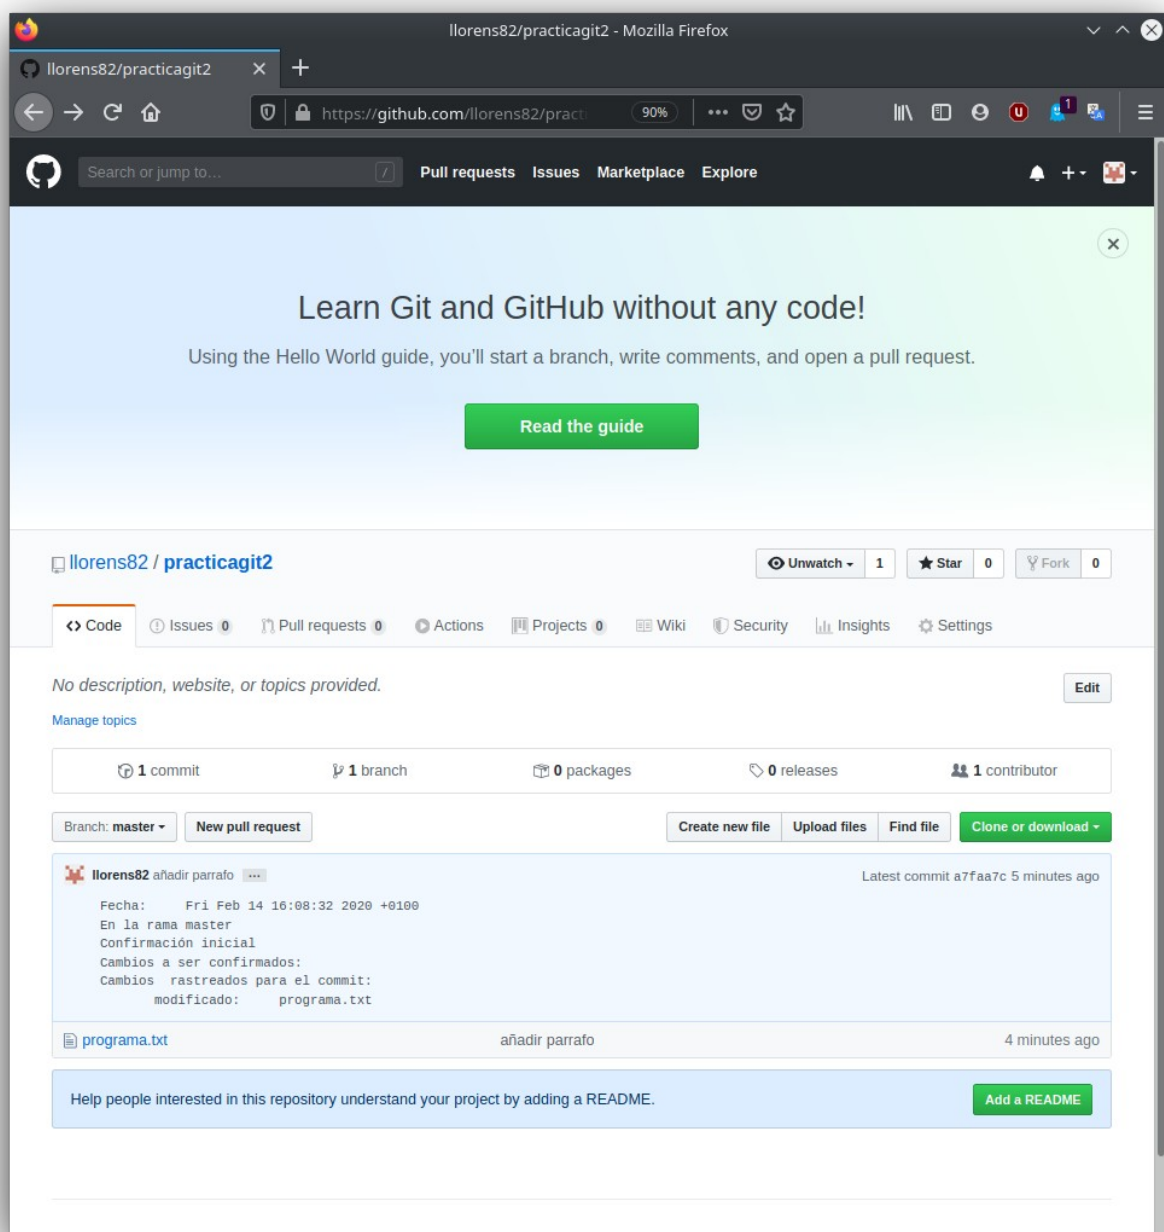 llorens82/practicagit2 - Mozilla Firefox
llorens82/practicagit2
https://github.com/llorens82/pract 90%
1
Search or jump to... / Pull requests Issues Marketplace Explore
Learn Git and GitHub without any code!
Using the Hello World guide, you'll start a branch, write comments, and open a pull request.
Read the guide
llorens82 / practicagit2 Unwatch 1 Star 0 Fork 0
Code Issues 0 Pull requests 0 Actions Projects 0 Wiki Security Insights Settings
No description, website, or topics provided. Edit
Manage topics
1 commit 1 branch 0 packages 0 releases 1 contributor
Branch: master New pull request Create new file Upload files Find file Clone or download
llorens82 añadir parrafo ... Latest commit a7faa7c 5 minutes ago
Fecha: Fri Feb 14 16:08:32 2020 +0100
En la rama master
Confirmación inicial
Cambios a ser confirmados:
Cambios rastreados para el commit:
modificado: programa.txt
programa.txt añadir parrafo 4 minutes ago
Help people interested in this repository understand your project by adding a README. Add a README